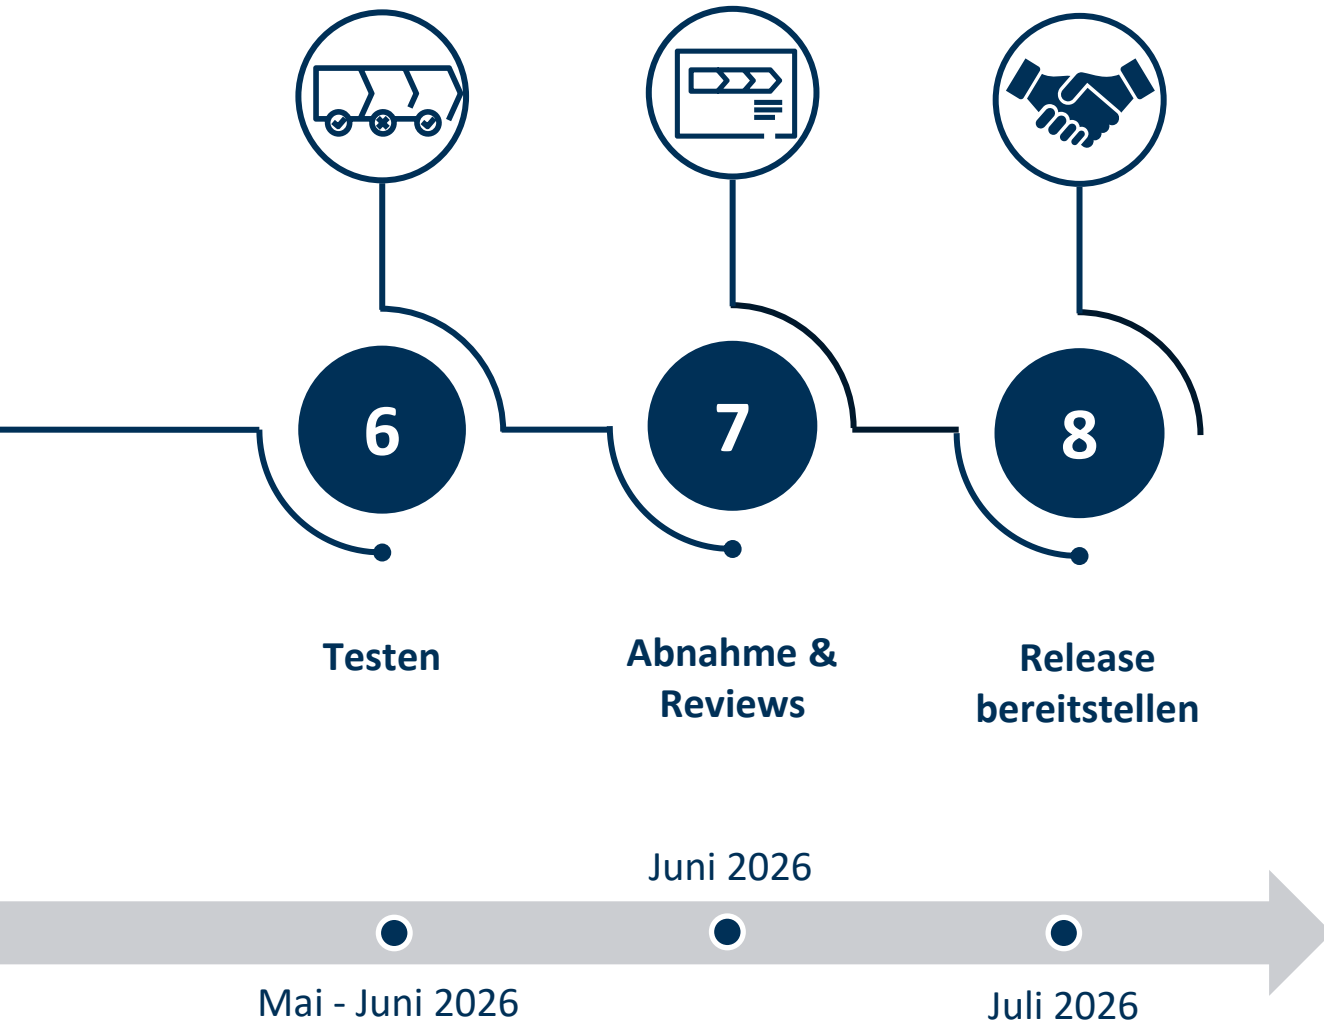 6
7
8
Testen
Abnahme &
Reviews
Release
bereitstellen
Juni 2026
Mai - Juni 2026
Juli 2026